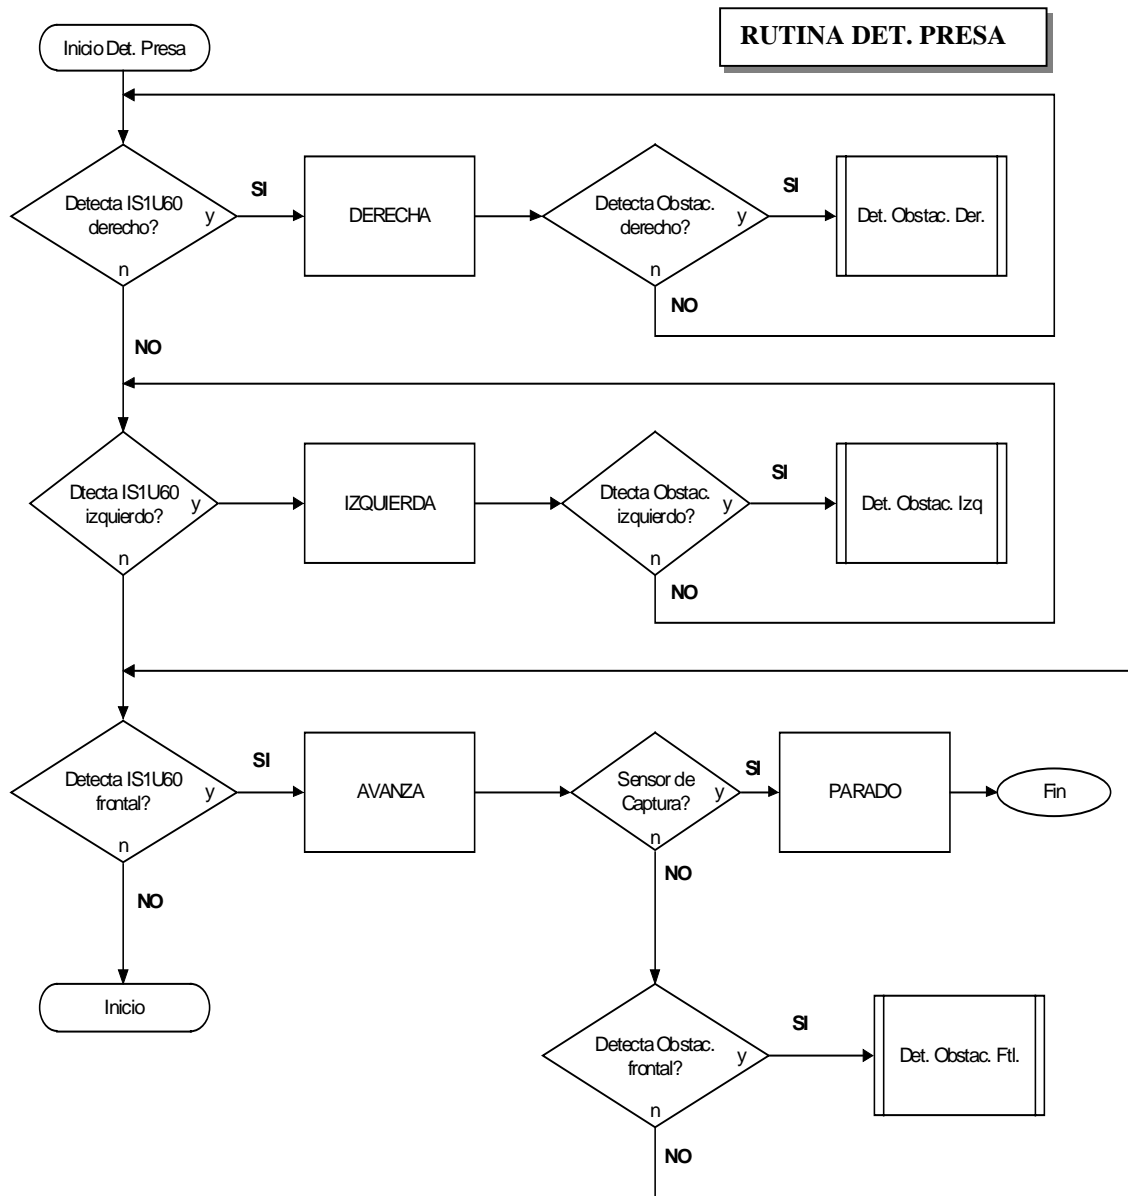 Inicio Det. Presa
RUTINA DET. PRESA
Detecta IS1U60
derecho?
y
n
SI
DERECHA
Detecta Obstac.
derecho?
y
n
SI
Det. Obstac. Der.
NO
NO
Dtecta IS1U60
izquierdo?
y
n
IZQUIERDA
Dtecta Obstac.
izquierdo?
y
n
SI
Det. Obstac. Izq
NO
Detecta IS1U60
frontal?
y
n
SI
AVANZA
Sensor de
Captura?
y
n
SI
PARADO
Fin
NO
NO
Inicio
Detecta Obstac.
frontal?
y
n
SI
Det. Obstac. Ftl.
NO